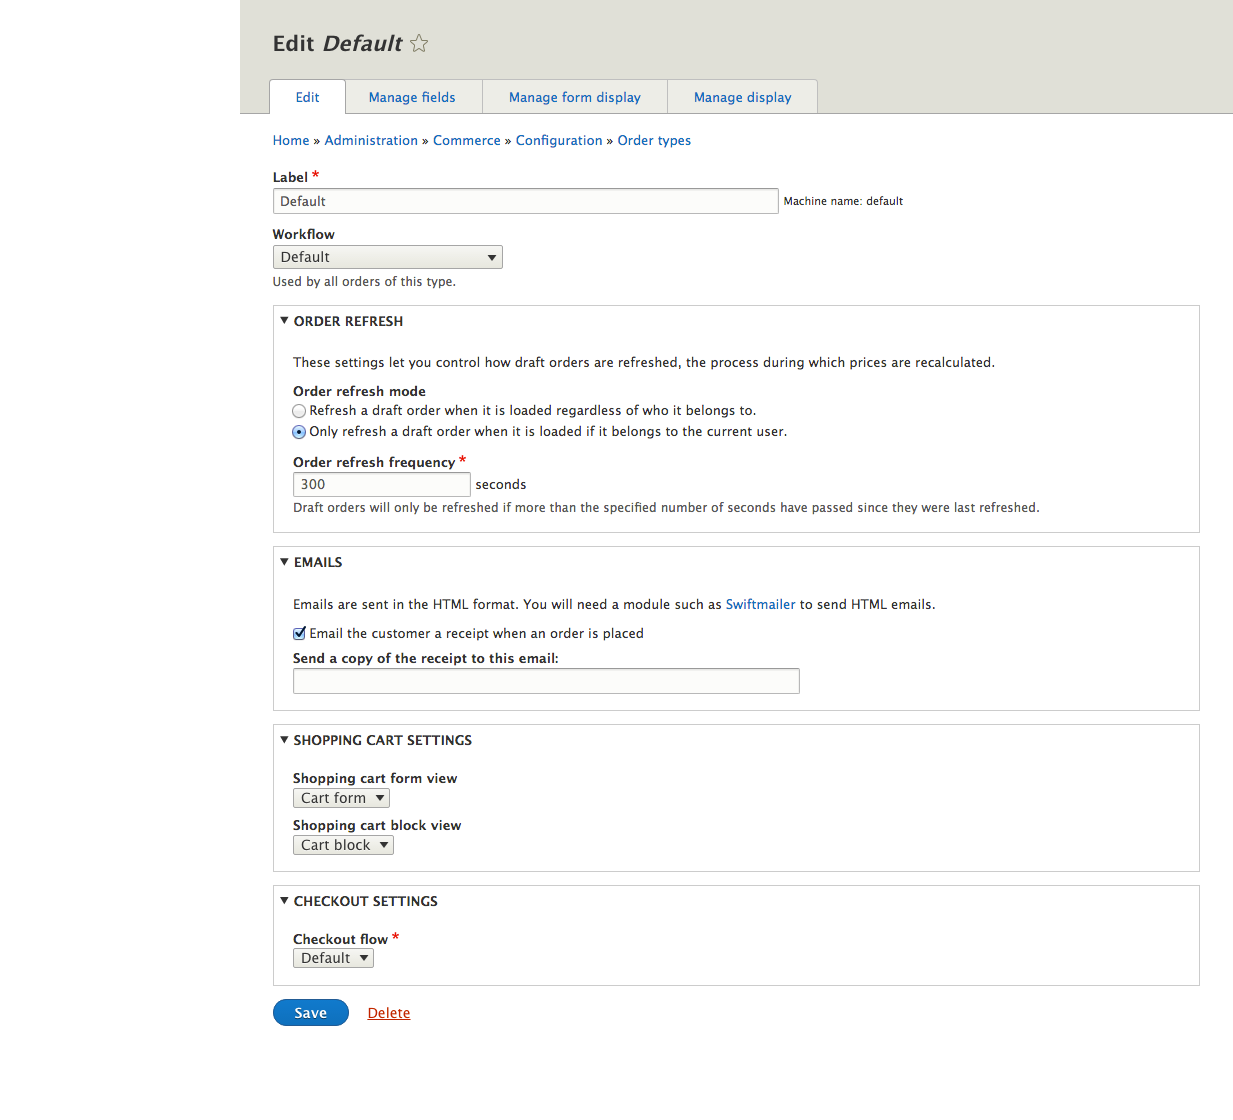 Edit Default
Edit
Manage fields
Manage form display
Manage display
Home » Administration » Commerce » Configuration » Order types
Label *
Default
Machine name: default
Workflow
Default
Used by all orders of this type.
ORDER REFRESH
These settings let you control how draft orders are refreshed, the process during which prices are recalculated.
Order refresh mode
Refresh a draft order when it is loaded regardless of who it belongs to.
Only refresh a draft order when it is loaded if it belongs to the current user.
Order refresh frequency *
300 seconds
Draft orders will only be refreshed if more than the specified number of seconds have passed since they were last refreshed.
EMAILS
Emails are sent in the HTML format. You will need a module such as Swiftmailer to send HTML emails.
Email the customer a receipt when an order is placed
Send a copy of the receipt to this email:
SHOPPING CART SETTINGS
Shopping cart form view
Cart form
Shopping cart block view
Cart block
CHECKOUT SETTINGS
Checkout flow *
Default
Save
Delete